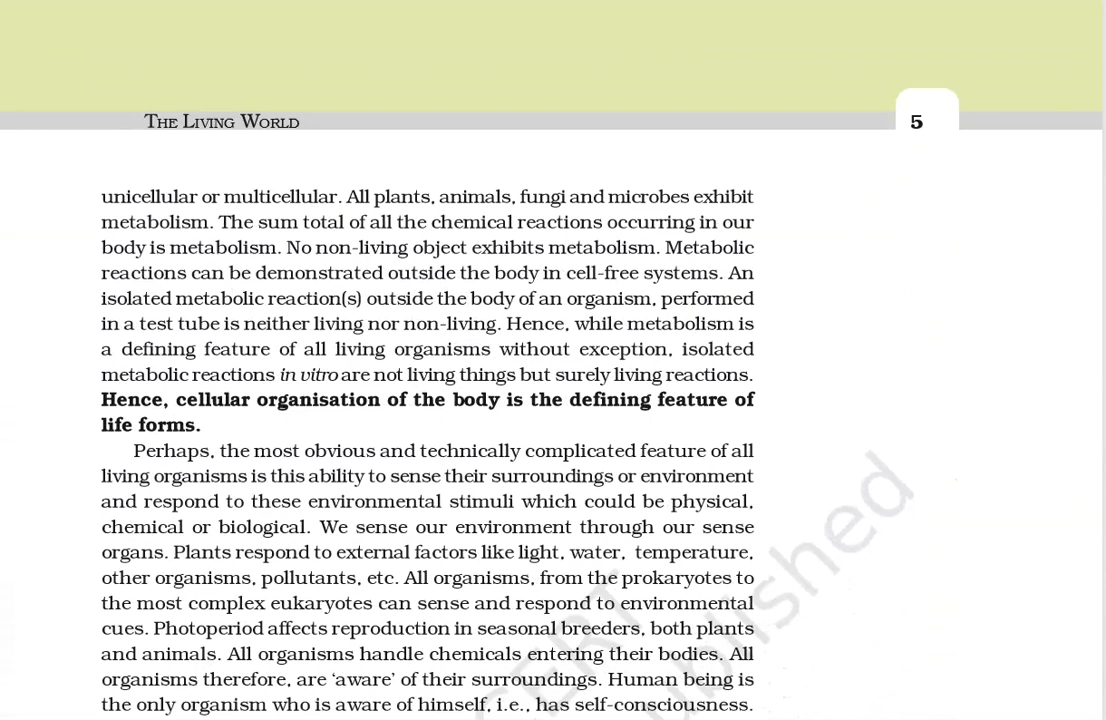 THE LIVING WORLD
5
unicellular or multicellular. All plants, animals, fungi and microbes exhibit
metabolism. The sum total of all the chemical reactions occurring in our
body is metabolism. No non-living object exhibits metabolism. Metabolic
reactions can be demonstrated outside the body in cell-free systems. An
isolated metabolic reaction(s) outside the body of an organism, performed
in a test tube is neither living nor non-living. Hence, while metabolism is
a defining feature of all living organisms without exception, isolated
metabolic reactions in vitro are not living things but surely living reactions.
Hence, cellular organisation of the body is the defining feature of
life forms.
Perhaps, the most obvious and technically complicated feature of all
living organisms is this ability to sense their surroundings or environment
and respond to these environmental stimuli which could be physical,
chemical or biological. We sense our environment through our sense
organs. Plants respond to external factors like light, water, temperature,
other organisms, pollutants, etc. All organisms, from the prokaryotes to
the most complex eukaryotes can sense and respond to environmental
cues. Photoperiod affects reproduction in seasonal breeders, both plants
and animals. All organisms handle chemicals entering their bodies. All
organisms therefore, are ‘aware’ of their surroundings. Human being is
the only organism who is aware of himself, i.e., has self-consciousness.